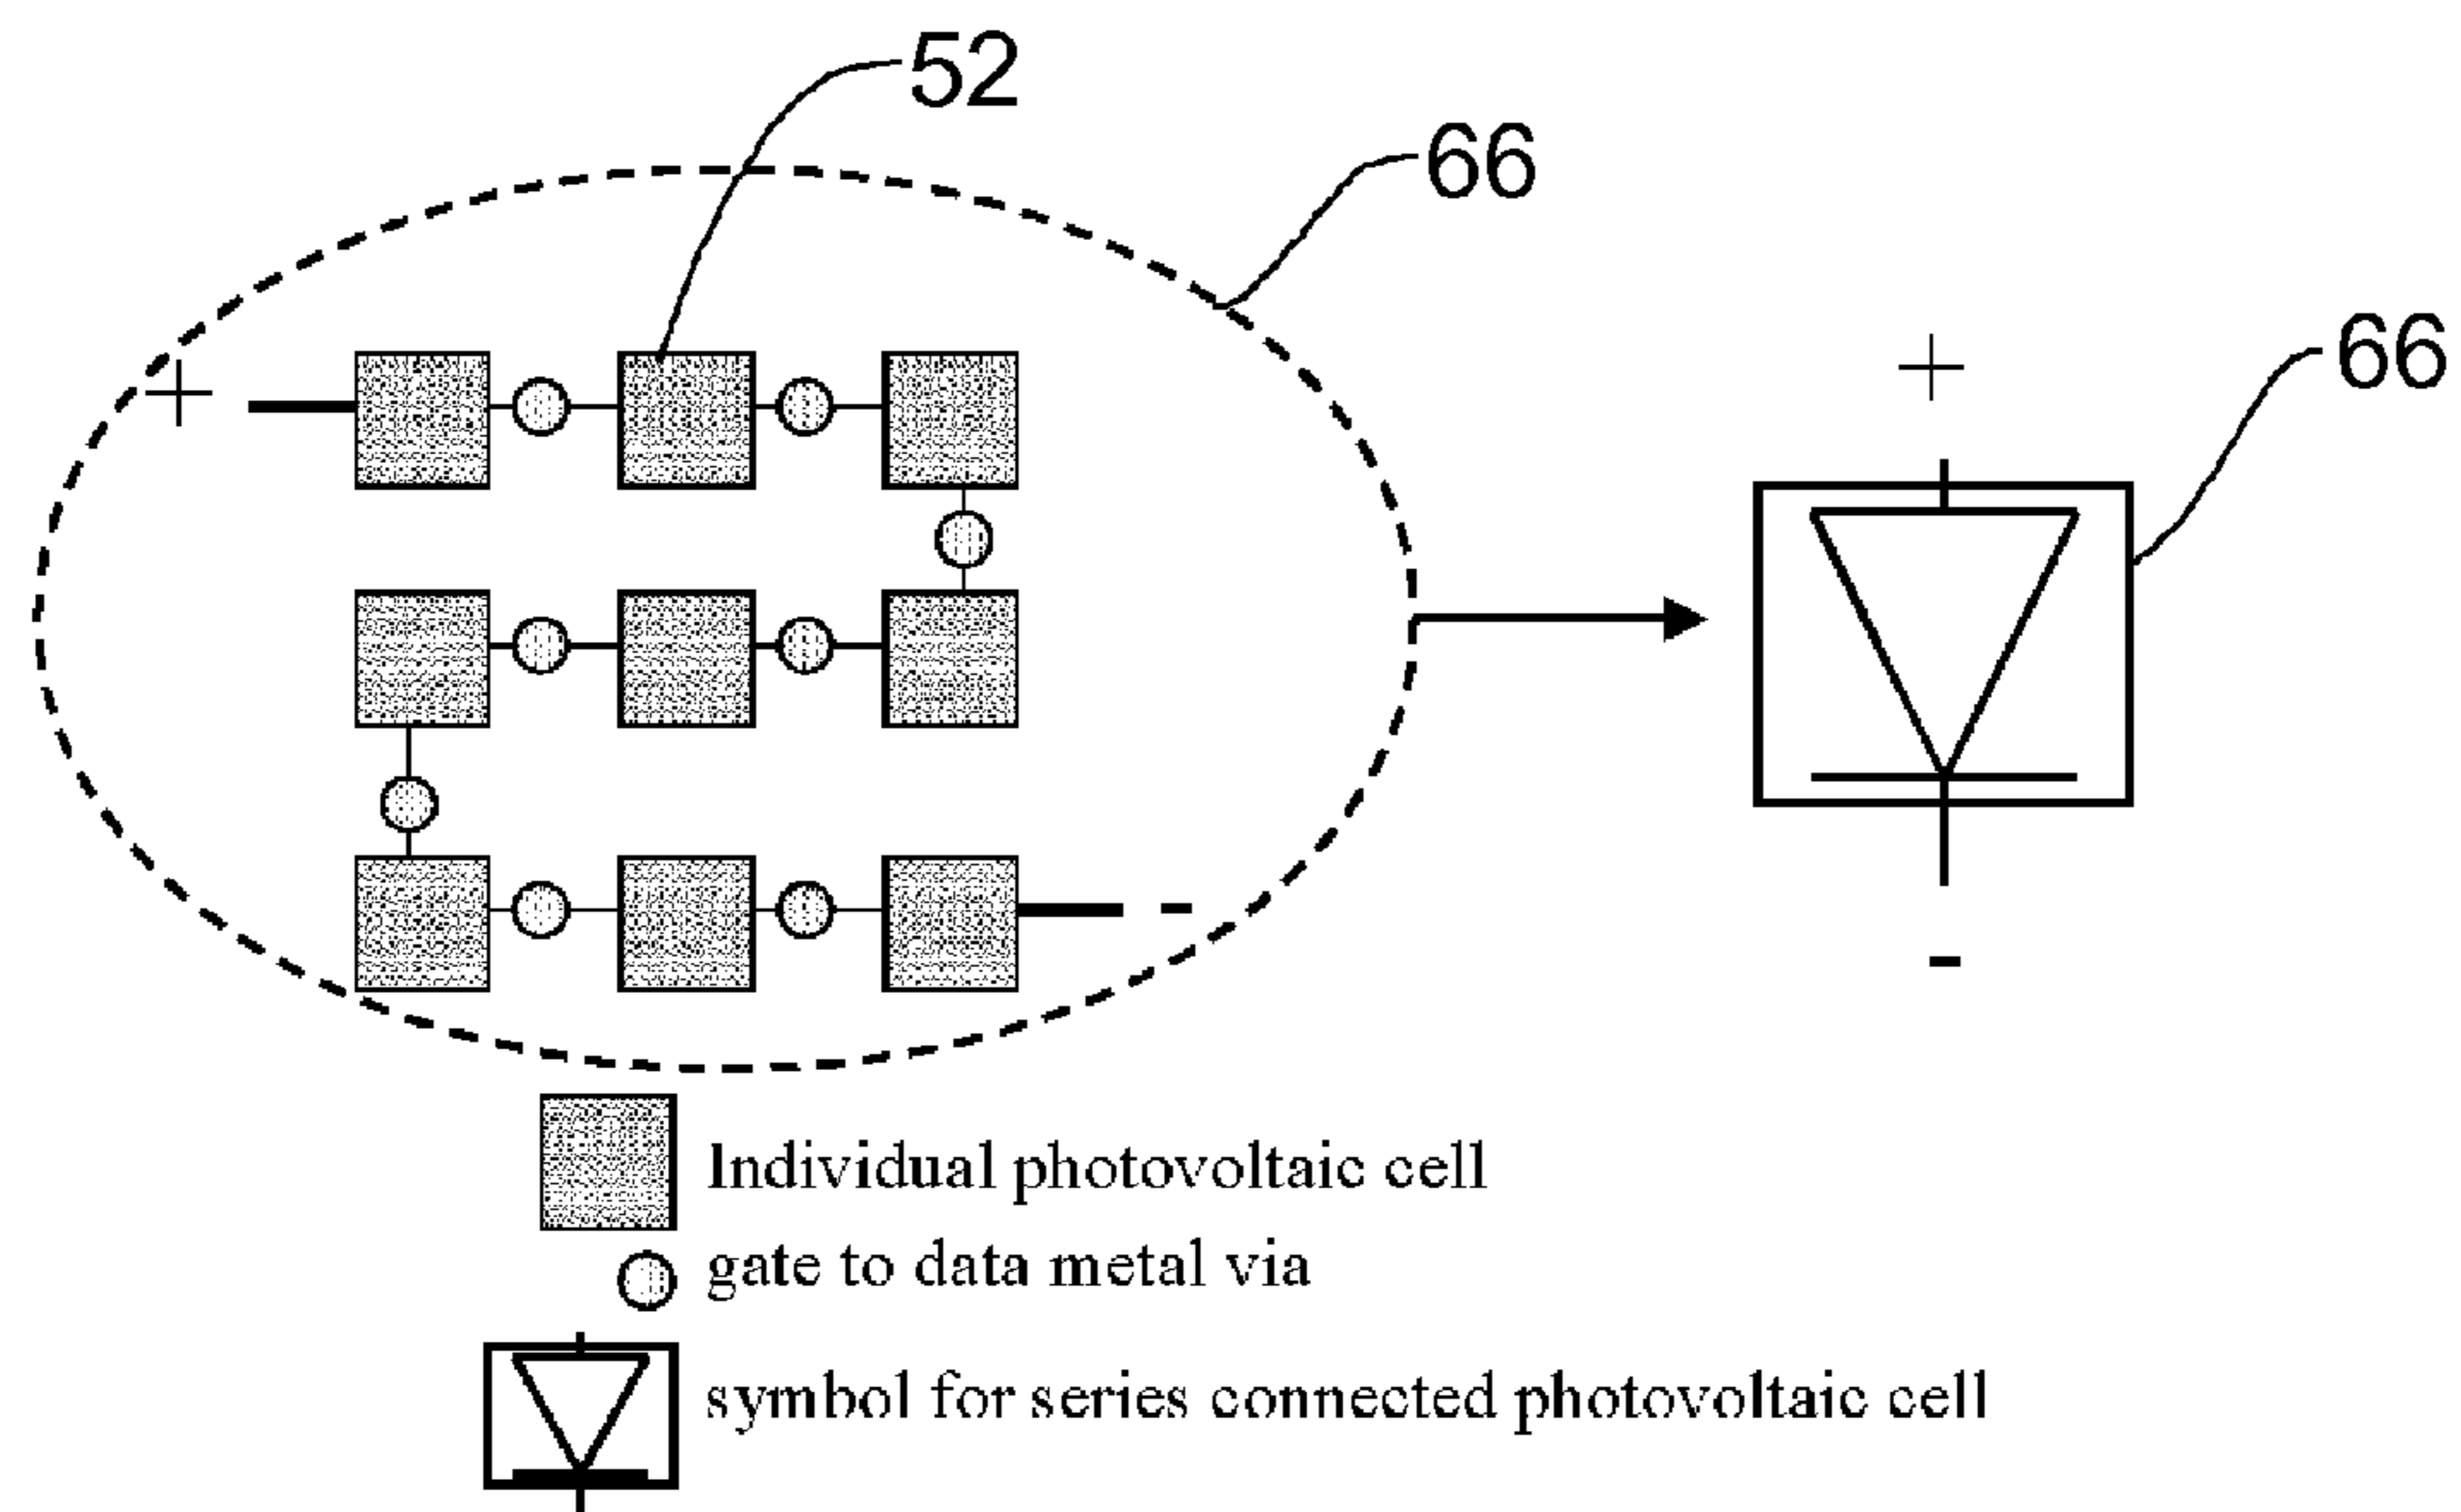 52
66
66
+
+
-
-
Individual photovoltaic cell
gate to data metal via
symbol for series connected photovoltaic cell